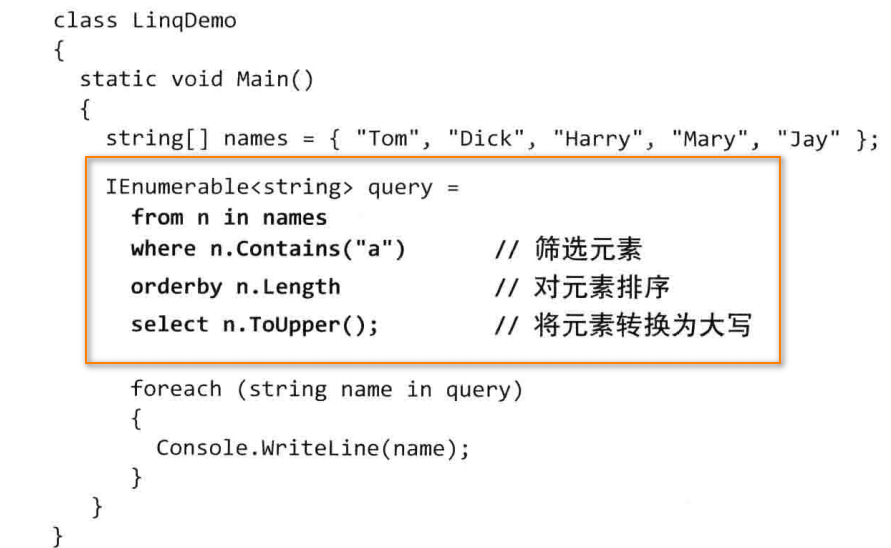 class LinqDemo
{
static void Main()
{
string[] names = { "Tom", "Dick", "Harry", "Mary", "Jay" };
IEnumerable<string> query =
from n in names
where n.Contains("a") // 筛选元素
orderby n.Length // 对元素排序
select n.ToUpper(); // 将元素转换为大写
foreach (string name in query)
{
Console.WriteLine(name);
}
}
}